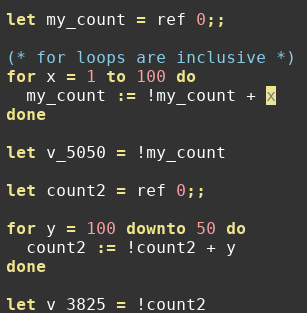 let my_count = ref 0;;
(* for loops are inclusive *)
for x = 1 to 100 do
my_count := !my_count + x
done
let v_5050 = !my_count
let count2 = ref 0;;
for y = 100 downto 50 do
count2 := !count2 + y
done
let v_3825 = !count2